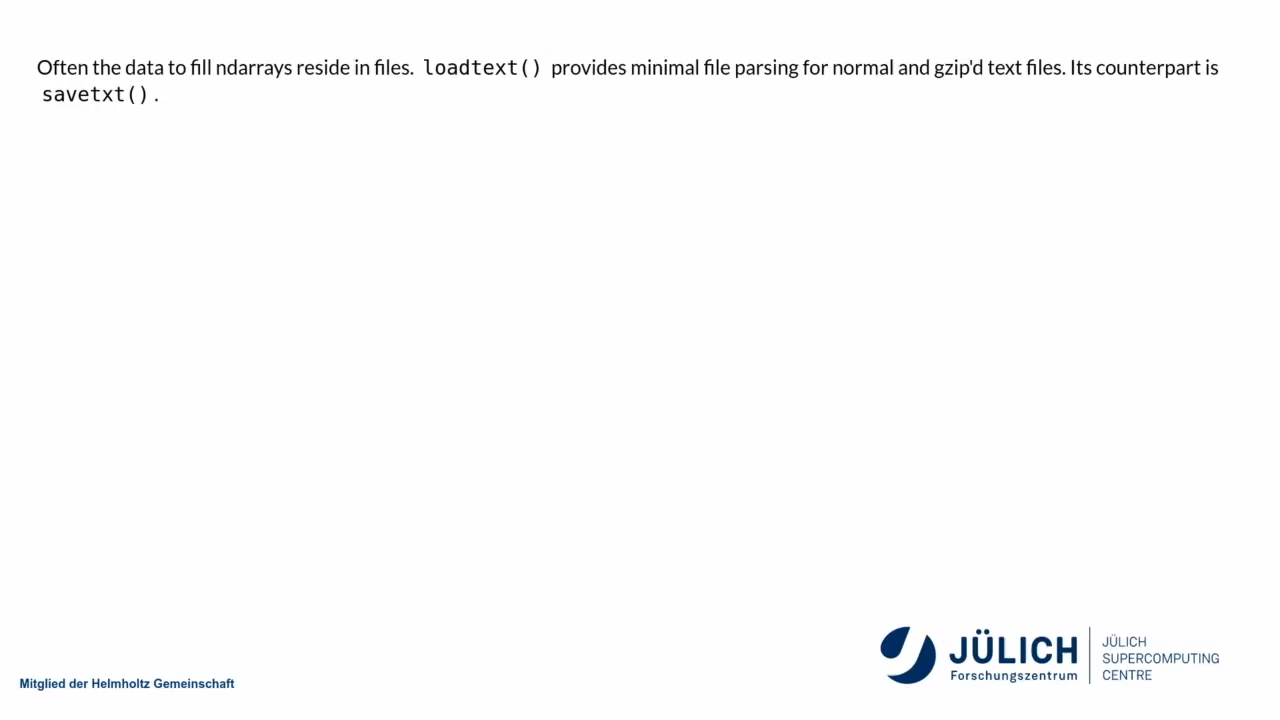 Often the data to fill ndarrays reside in files. loadtext() provides minimal file parsing for normal and gzip'd text files. Its counterpart is
savetxt().
JÜLICH
Forschungszentrum
JÜLICH
SUPERCOMPUTING
CENTRE
Mitglied der Helmholtz Gemeinschaft